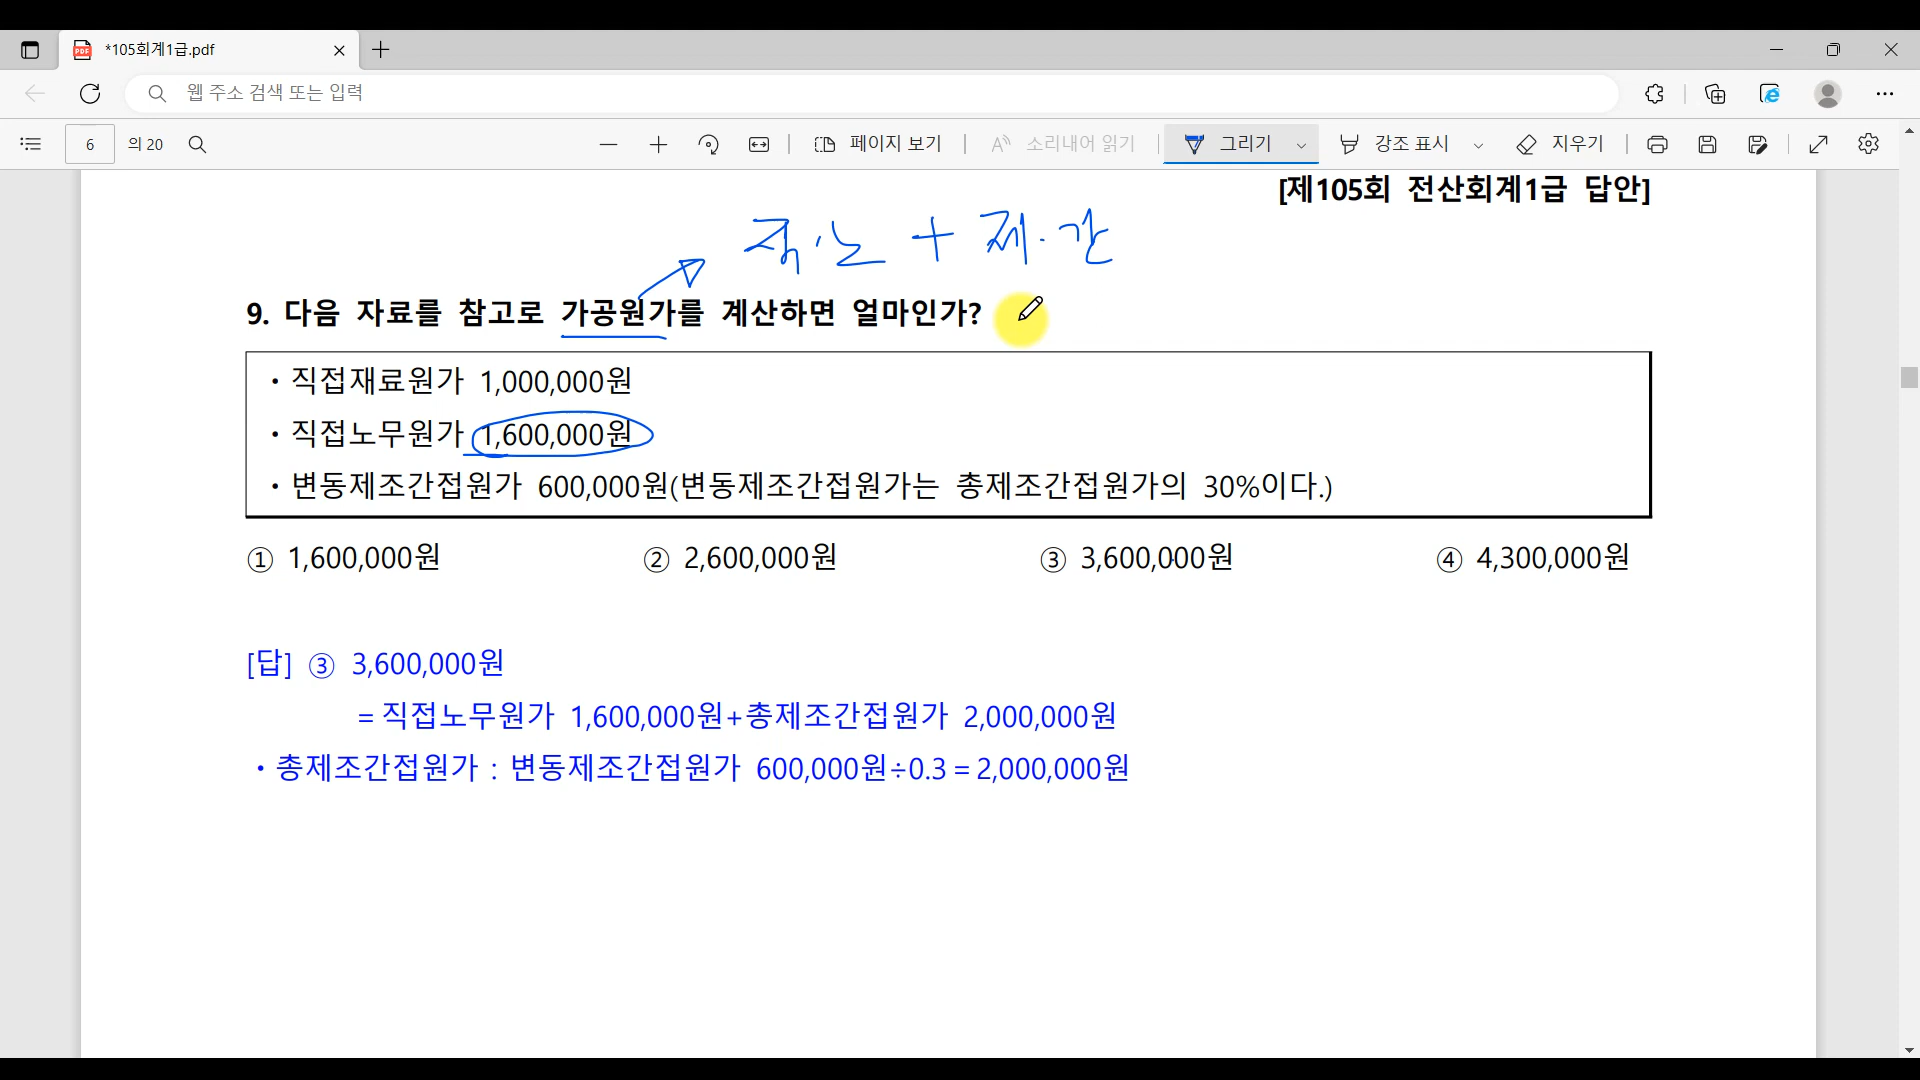 *105회계1급.pdf
웹 주소 검색 또는 입력
6 의 20 페이지 보기 소리내어 읽기 그리기 강조 표시 지우기
[제105회 전산회계1급 답안]
직.노 + 제.간
9. 다음 자료를 참고로 가공원가를 계산하면 얼마인가?
· 직접재료원가 1,000,000원
· 직접노무원가 1,600,000원
· 변동제조간접원가 600,000원(변동제조간접원가는 총제조간접원가의 30%이다.)
① 1,600,000원 ② 2,600,000원 ③ 3,600,000원 ④ 4,300,000원
[답] ③ 3,600,000원
= 직접노무원가 1,600,000원+총제조간접원가 2,000,000원
· 총제조간접원가 : 변동제조간접원가 600,000원÷0.3 = 2,000,000원